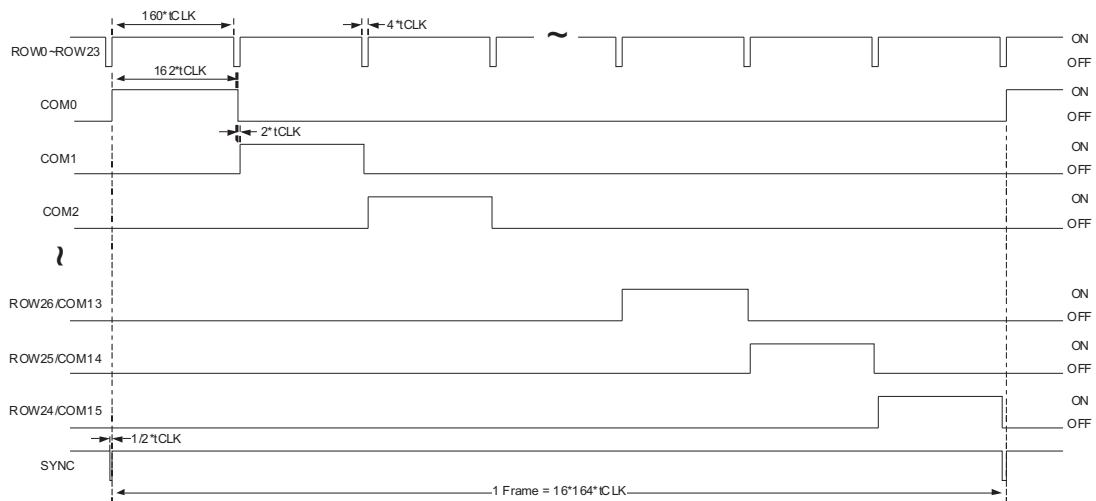 160*tCLK
4*tCLK
~
ROW0~ROW23
ON
OFF
162*tCLK
COM0
ON
OFF
2*tCLK
COM1
ON
OFF
COM2
ON
OFF
~
ROW26/COM13
ON
OFF
ROW25/COM14
ON
OFF
ROW24/COM15
ON
OFF
1/2*tCLK
SYNC
1 Frame = 16*164*tCLK